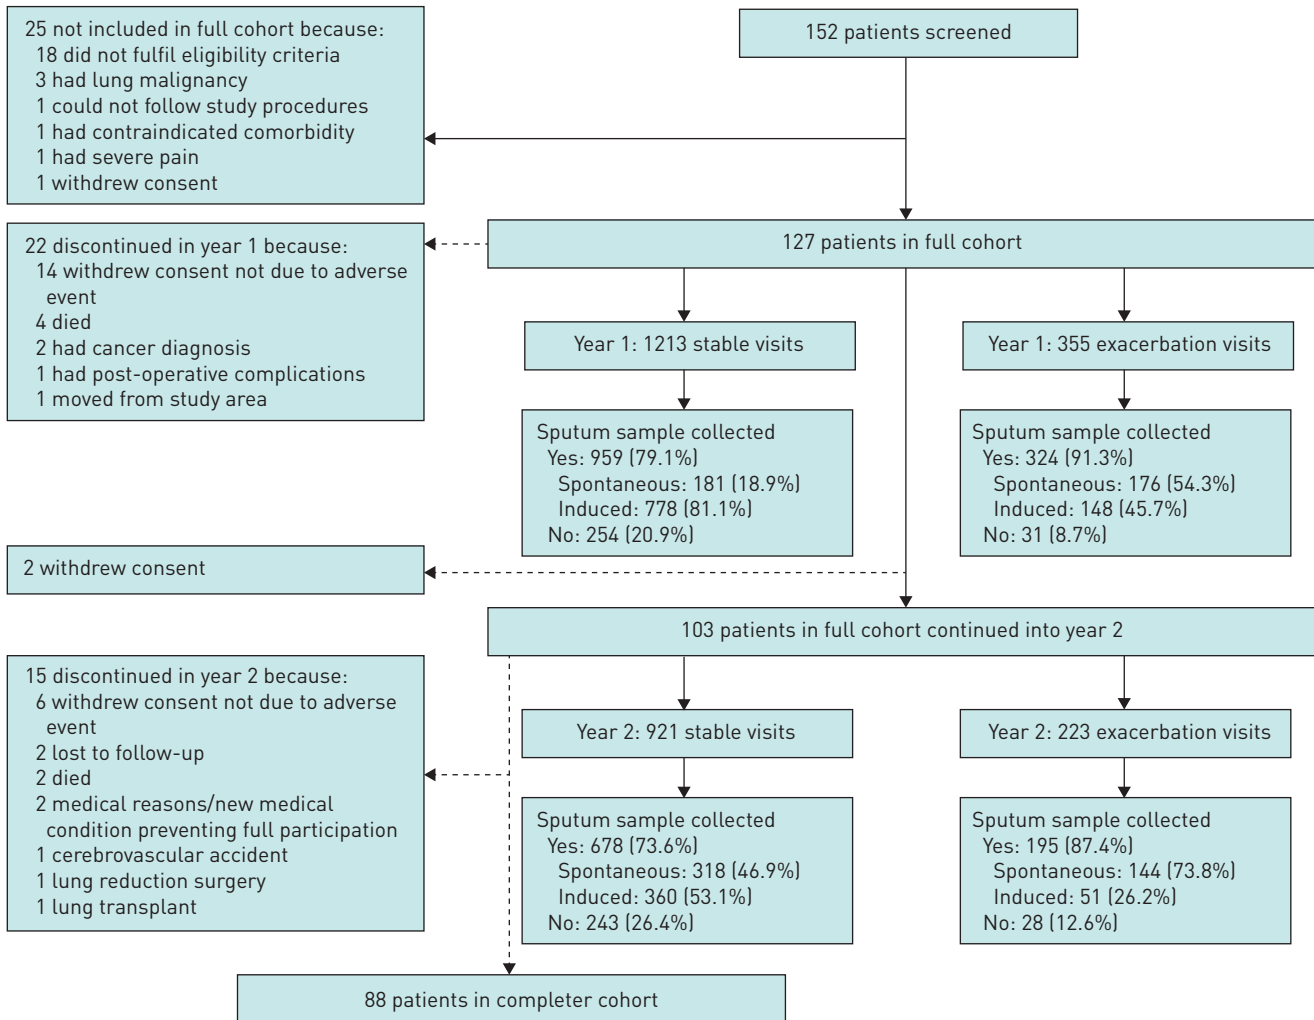 152 patients screened
25 not included in full cohort because:
18 did not fulfil eligibility criteria
3 had lung malignancy
1 could not follow study procedures
1 had contraindicated comorbidity
1 had severe pain
1 withdrew consent
127 patients in full cohort
22 discontinued in year 1 because:
14 withdrew consent not due to adverse
event
4 died
2 had cancer diagnosis
1 had post-operative complications
1 moved from study area
Year 1: 1213 stable visits
Year 1: 355 exacerbation visits
Sputum sample collected
Yes: 959 (79.1%)
Spontaneous: 181 (18.9%)
Induced: 778 (81.1%)
No: 254 (20.9%)
Sputum sample collected
Yes: 324 (91.3%)
Spontaneous: 176 (54.3%)
Induced: 148 (45.7%)
No: 31 (8.7%)
2 withdrew consent
103 patients in full cohort continued into year 2
15 discontinued in year 2 because:
6 withdrew consent not due to adverse
event
2 lost to follow-up
2 died
2 medical reasons/new medical
condition preventing full participation
1 cerebrovascular accident
1 lung reduction surgery
1 lung transplant
Year 2: 921 stable visits
Year 2: 223 exacerbation visits
Sputum sample collected
Yes: 678 (73.6%)
Spontaneous: 318 (46.9%)
Induced: 360 (53.1%)
No: 243 (26.4%)
Sputum sample collected
Yes: 195 (87.4%)
Spontaneous: 144 (73.8%)
Induced: 51 (26.2%)
No: 28 (12.6%)
88 patients in completer cohort